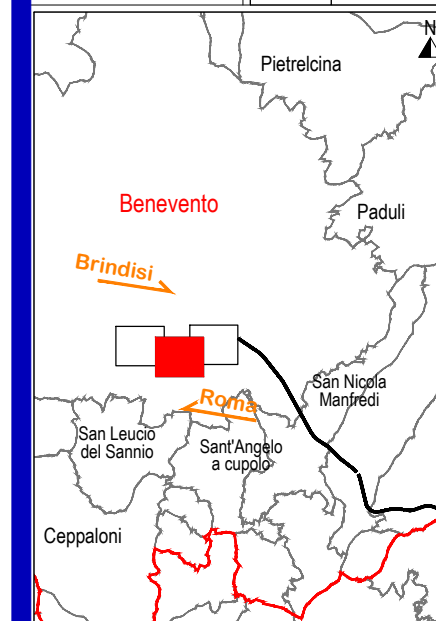 N
Pietrelcina
Benevento
Paduli
Brindisi
San Nicola
Manfredi
Roma
San Leucio
del Sannio
Sant'Angelo
a cupolo
Ceppaloni